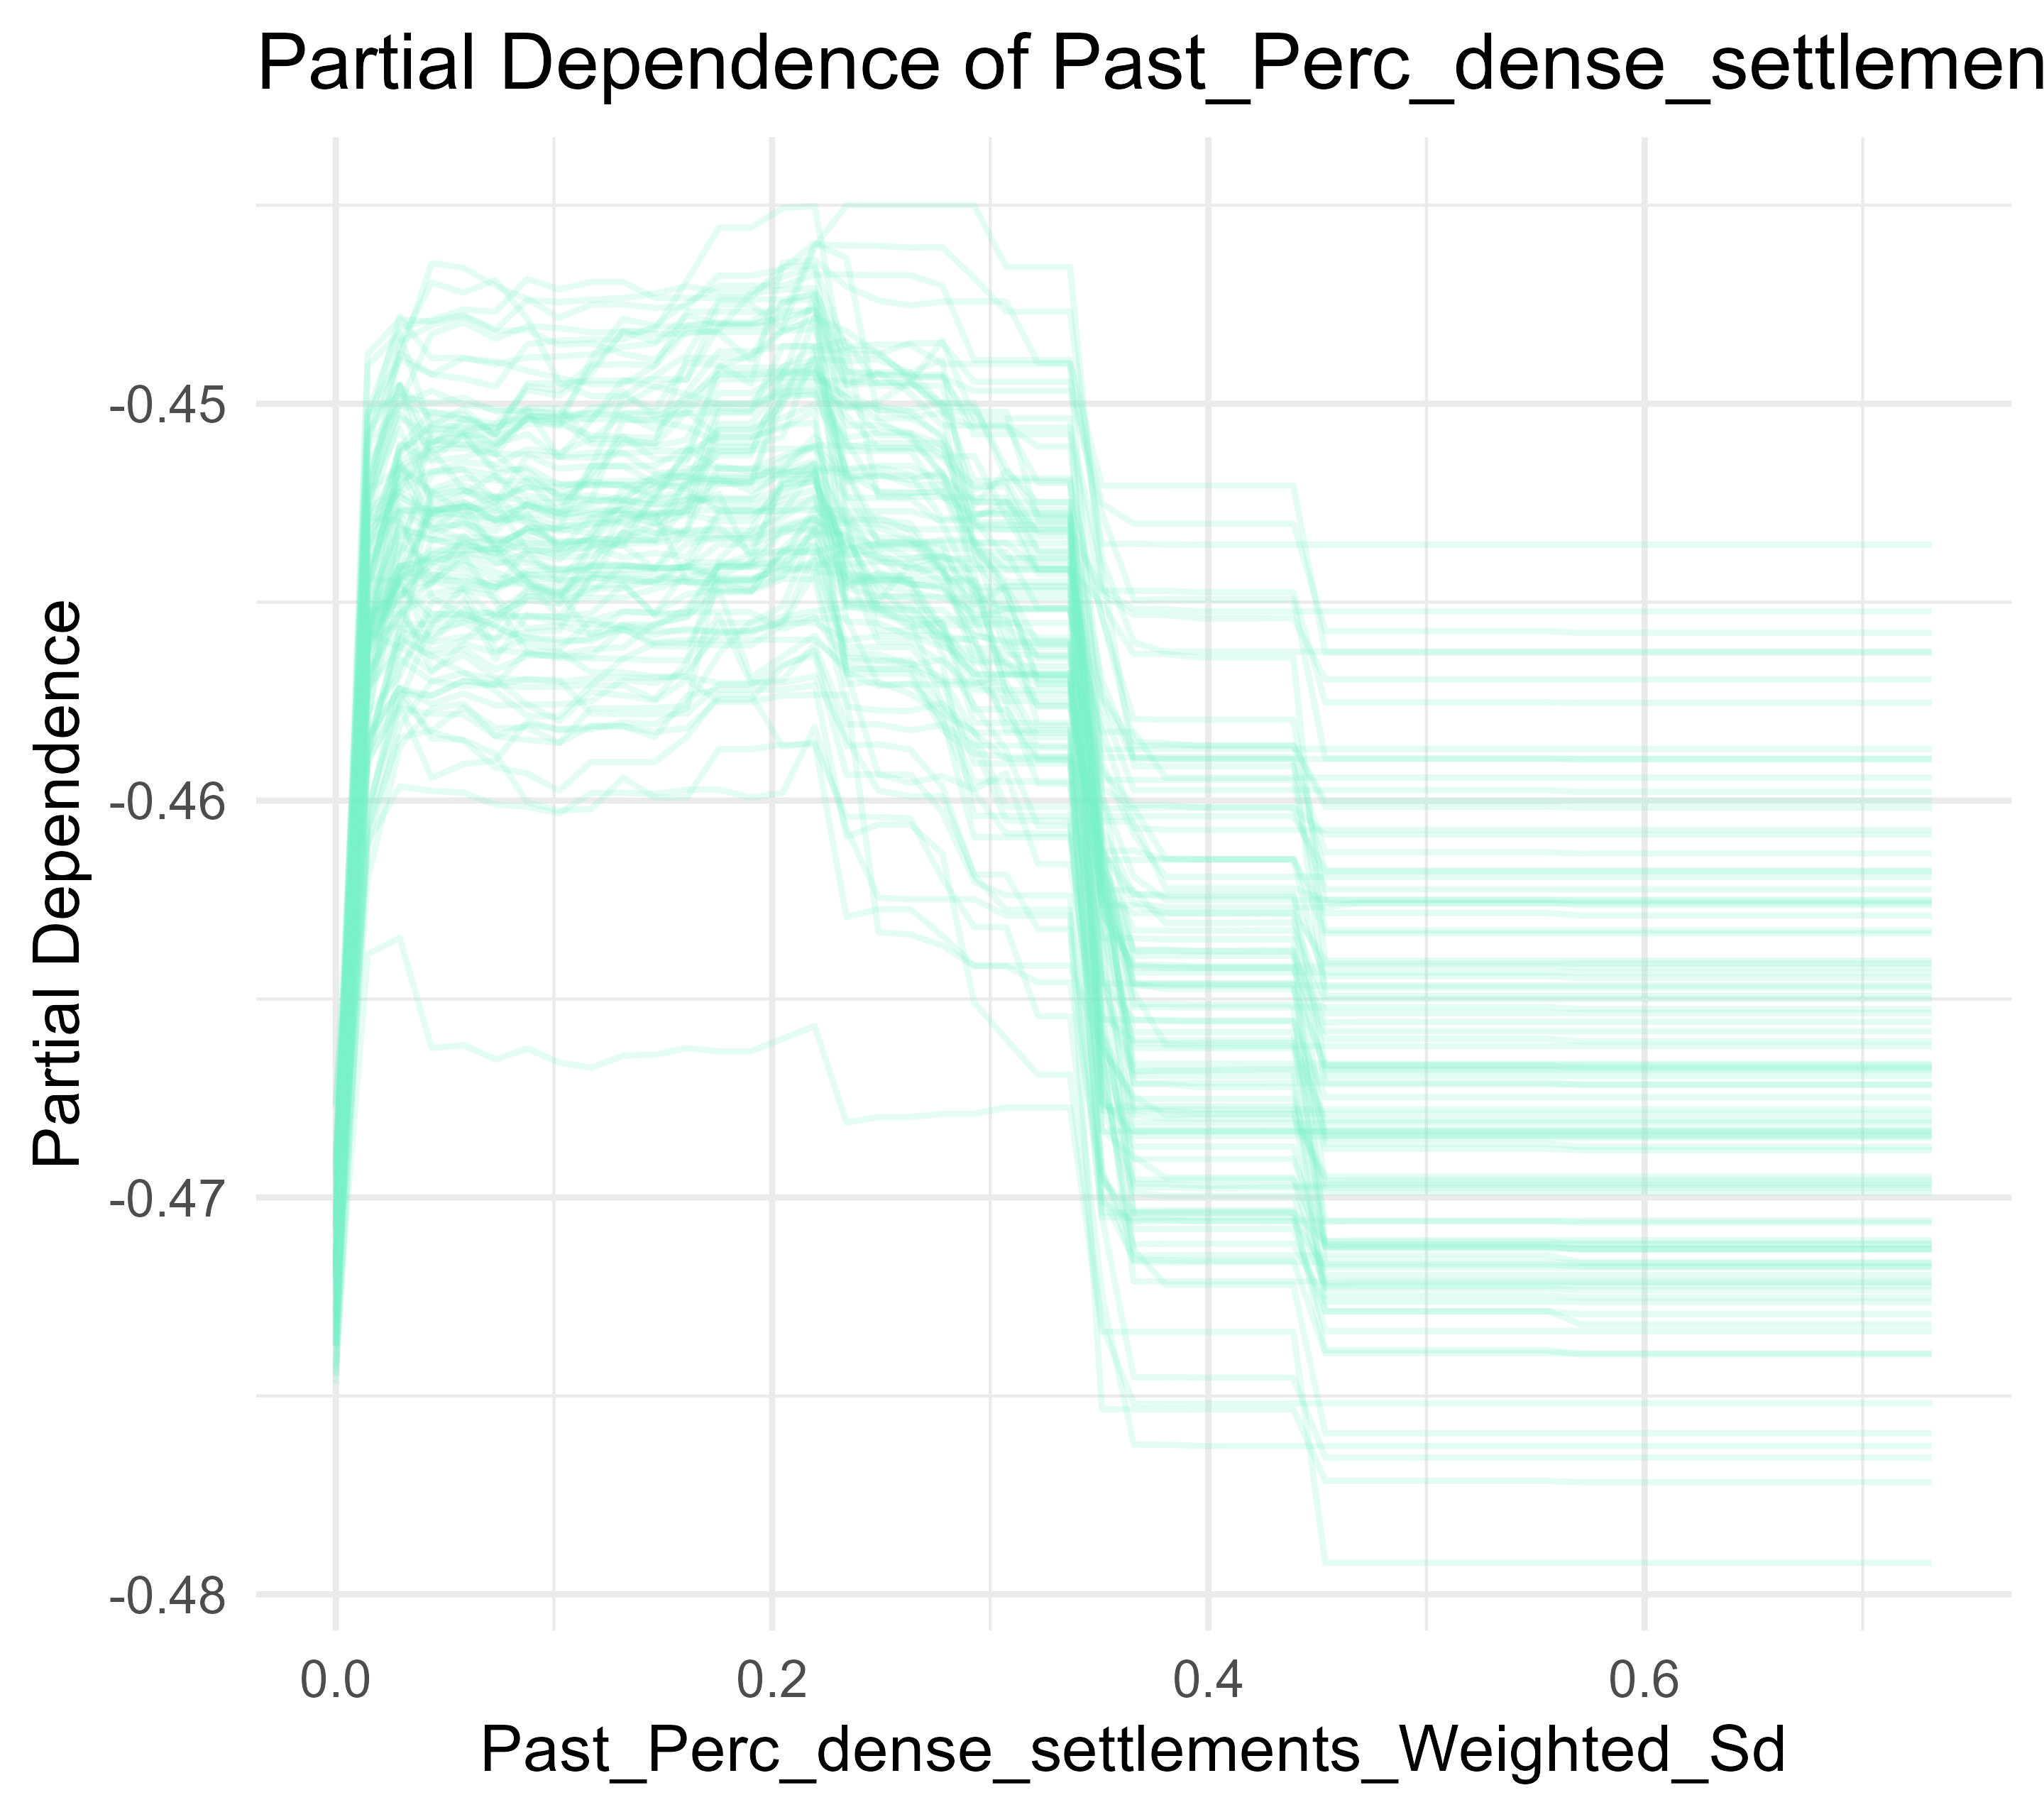 Partial Dependence of Past_Perc_dense_settlemen
Partial Dependence
-0.45
-0.46
-0.47
-0.48
0.0 0.2 0.4 0.6
Past_Perc_dense_settlements_Weighted_Sd